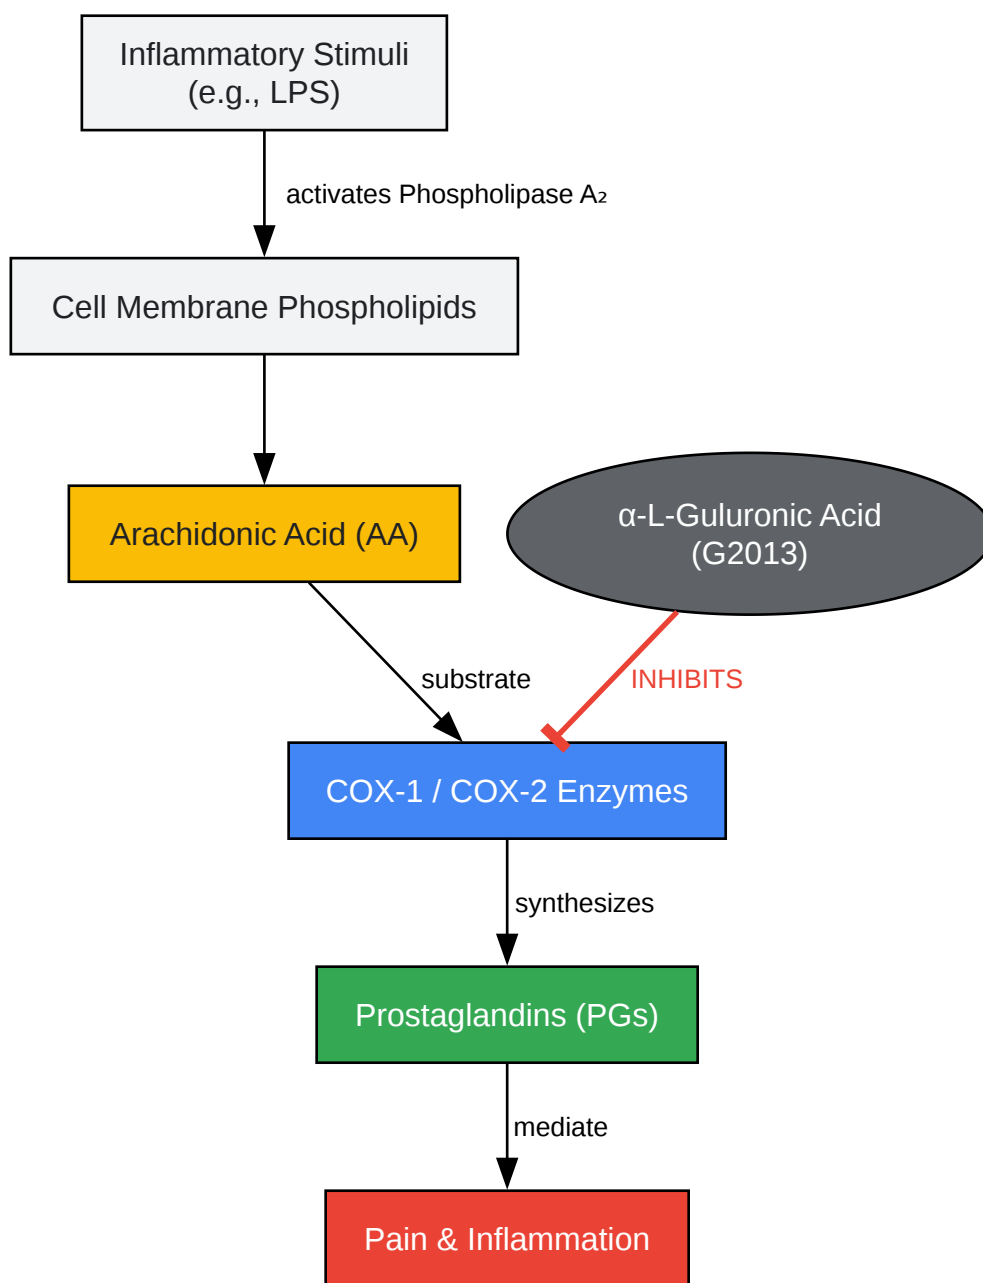 Inflammatory Stimuli
(e.g., LPS)
activates Phospholipase A₂
Cell Membrane Phospholipids
Arachidonic Acid (AA)
α-L-Guluronic Acid
(G2013)
substrate
INHIBITS
COX-1 / COX-2 Enzymes
synthesizes
Prostaglandins (PGs)
mediate
Pain & Inflammation